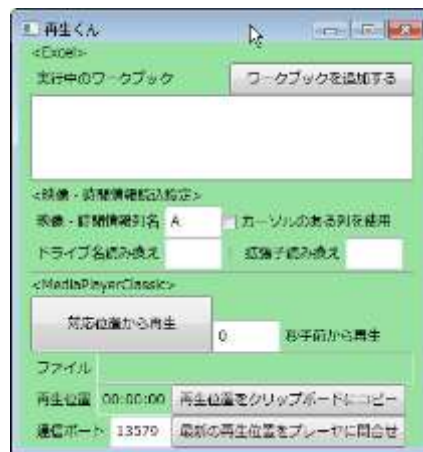 再生くん
<Excel>
実行中のワークブック ワークブックを追加する
<映像・時間情報読込設定>
映像・時間情報列名 A カーソルのある列を使用
ドライブ名読み換え 拡張子読み換え
<MediaPlayerClassic>
対応位置から再生 0 秒手前から再生
ファイル
再生位置 00:00:00 再生位置をクリップボードにコピー
通信ポート 13579 最新の再生位置をプレーヤに問合せ